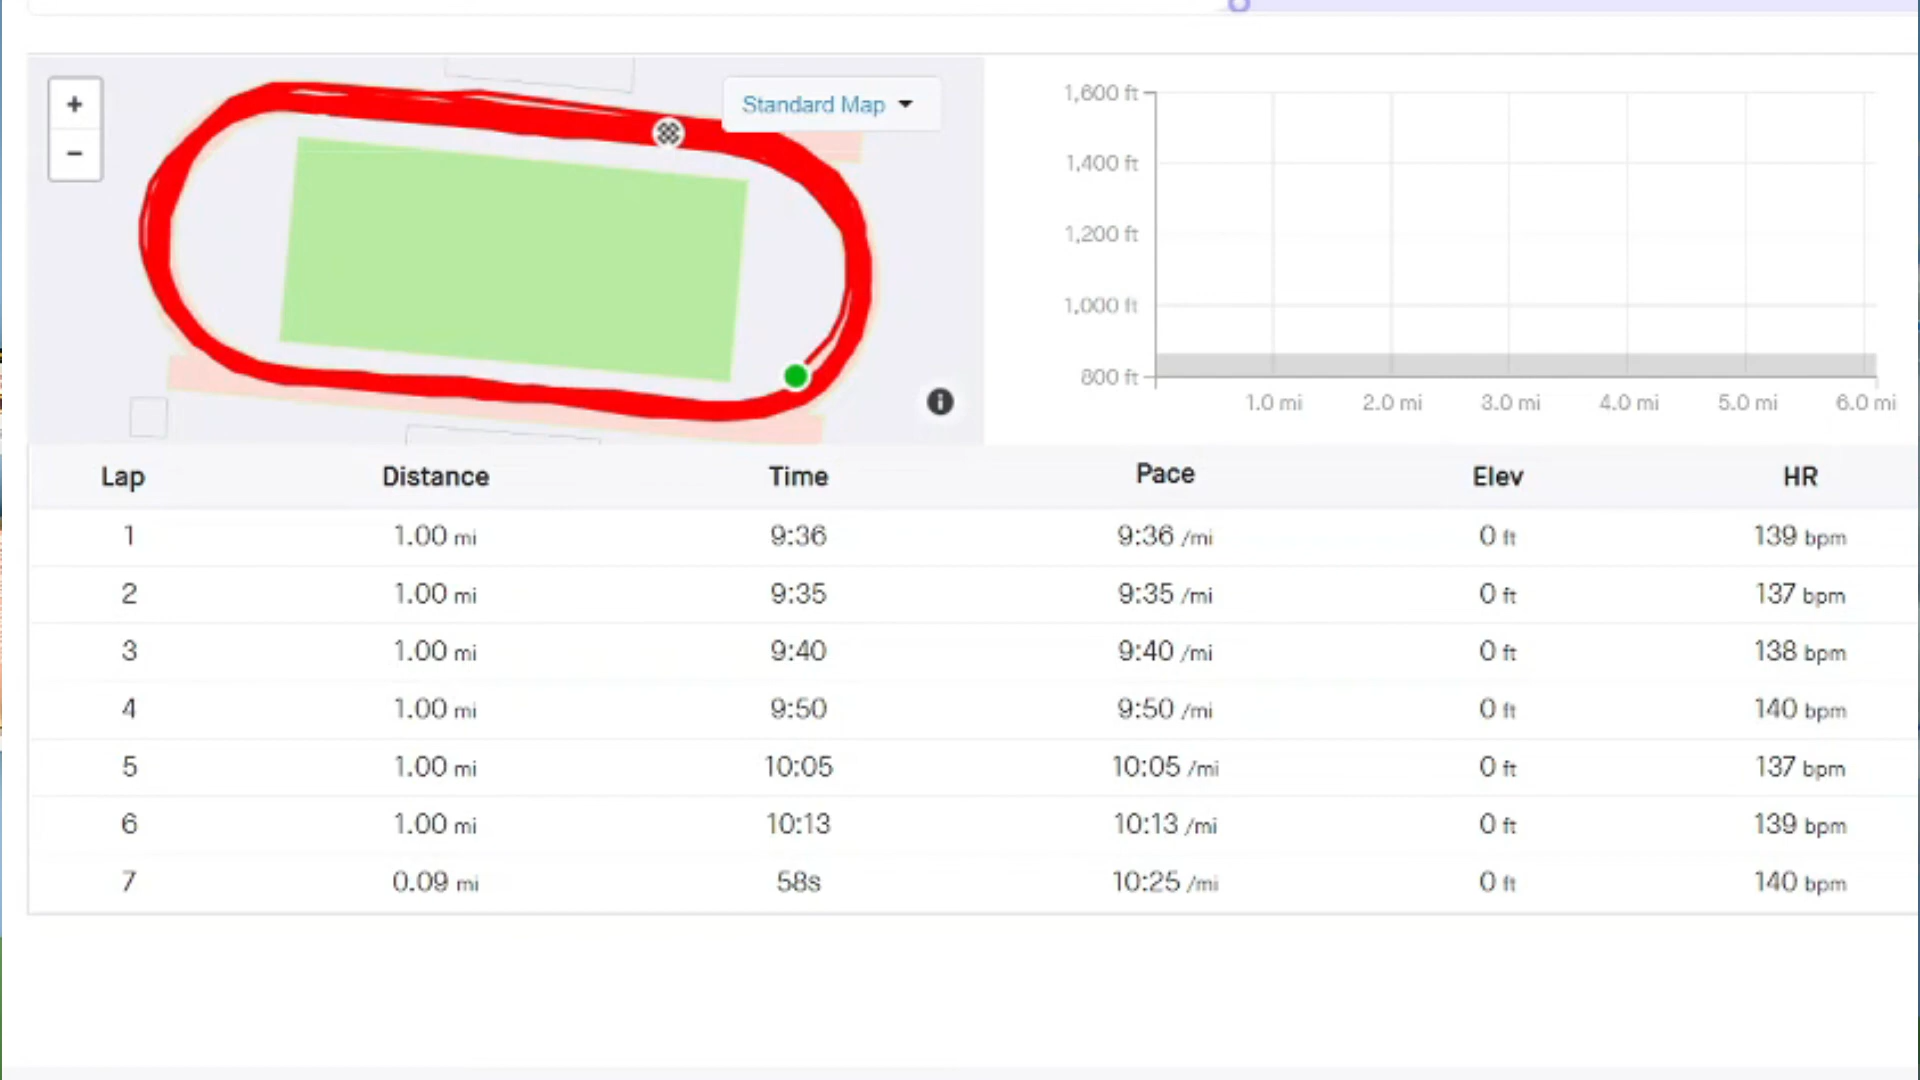 +
−
Standard Map
1,600 ft
1,400 ft
1,200 ft
1,000 ft
800 ft
1.0 mi 2.0 mi 3.0 mi 4.0 mi 5.0 mi 6.0 mi
Lap Distance Time Pace Elev HR
1 1.00 mi 9:36 9:36 /mi 0 ft 139 bpm
2 1.00 mi 9:35 9:35 /mi 0 ft 137 bpm
3 1.00 mi 9:40 9:40 /mi 0 ft 138 bpm
4 1.00 mi 9:50 9:50 /mi 0 ft 140 bpm
5 1.00 mi 10:05 10:05 /mi 0 ft 137 bpm
6 1.00 mi 10:13 10:13 /mi 0 ft 139 bpm
7 0.09 mi 58s 10:25 /mi 0 ft 140 bpm